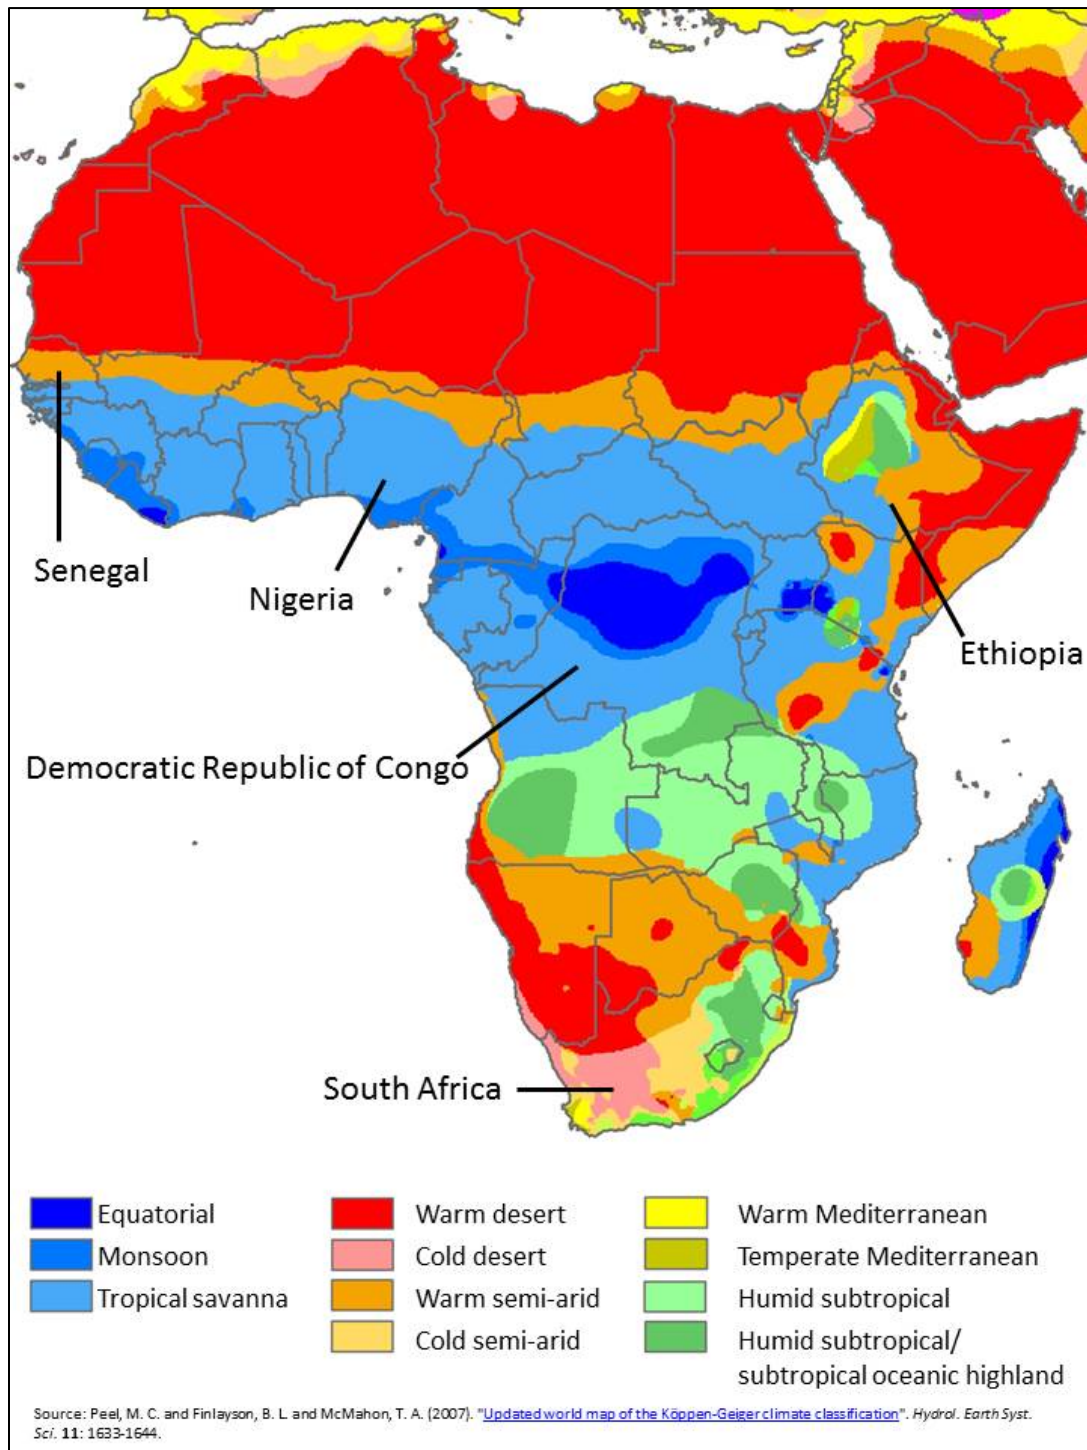 Senegal
Nigeria
Ethiopia
Democratic Republic of Congo
South Africa
Equatorial
Monsoon
Tropical savanna
Warm desert
Cold desert
Warm semi-arid
Cold semi-arid
Warm Mediterranean
Temperate Mediterranean
Humid subtropical
Humid subtropical/
subtropical oceanic highland
Source: Peel, M. C. and Finlayson, B. L. and McMahon, T. A. (2007). "Updated world map of the Köppen-Geiger climate classification". Hydrol. Earth Syst.
Sci. 11: 1633-1644.